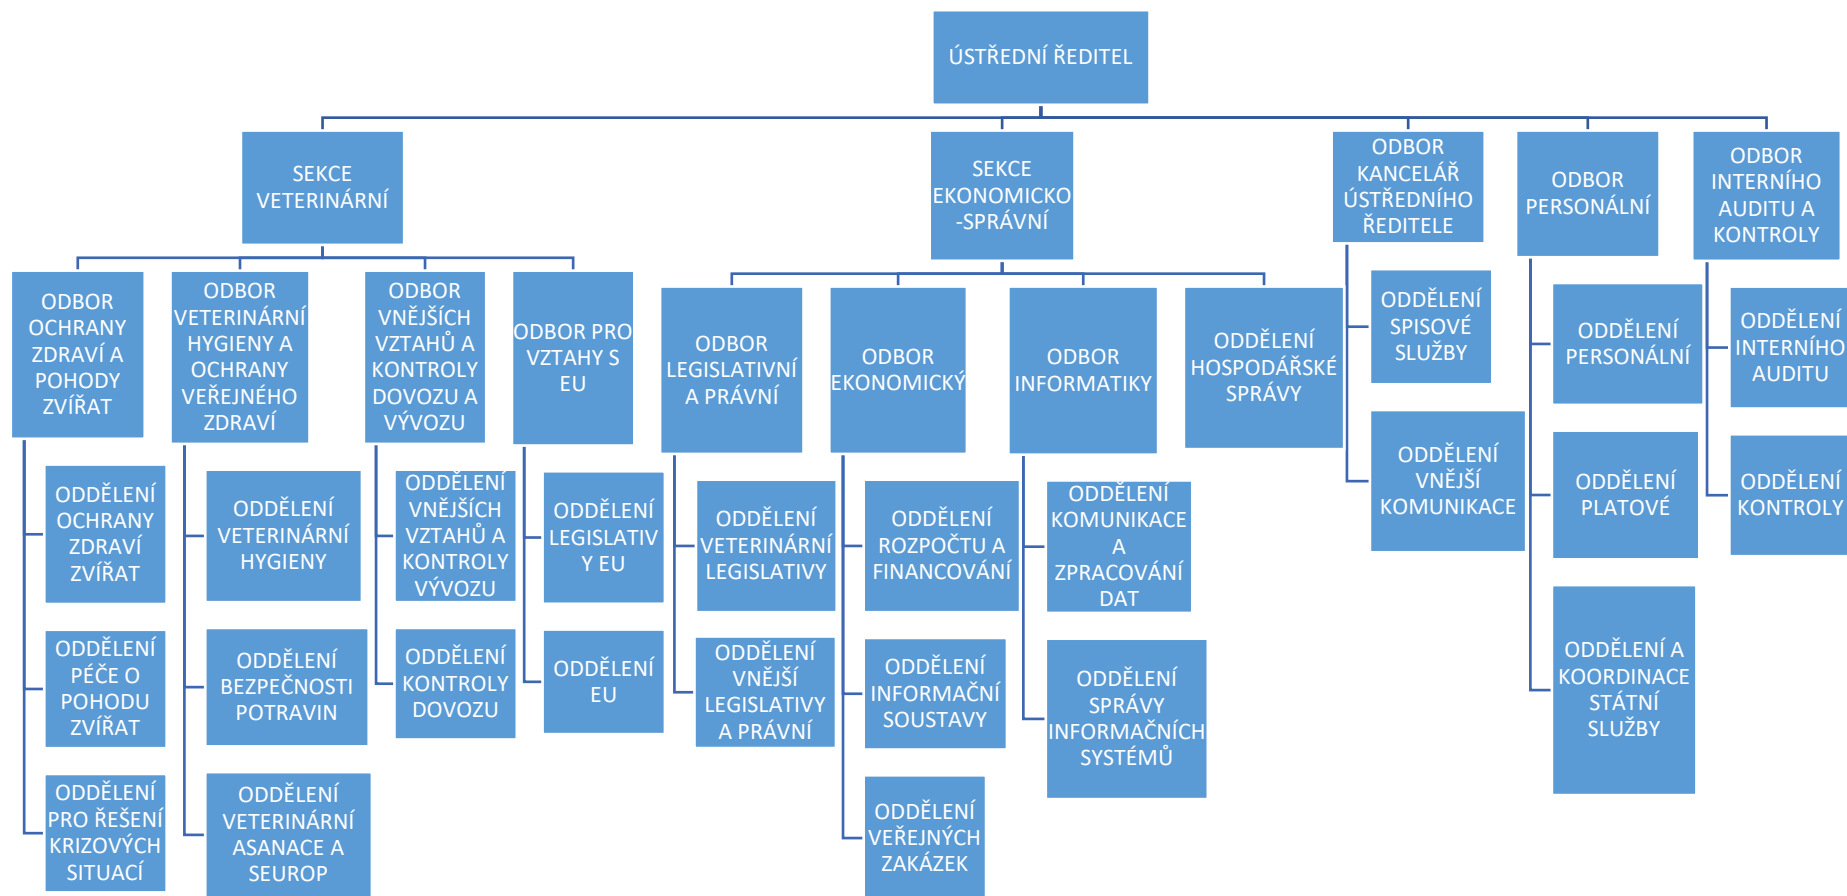 ÚSTŘEDNÍ ŘEDITEL
SEKCE
VETERINÁRNÍ
SEKCE
EKONOMICKO
-SPRÁVNÍ
ODBOR
KANCELÁŘ
ÚSTŘEDNÍHO
ŘEDITELE
ODBOR
PERSONÁLNÍ
ODBOR
INTERNÍHO
AUDITU A
KONTROLY
ODBOR
OCHRANY
ZDRAVÍ A
POHODY
ZVÍŘAT
ODBOR
VETERINÁRNÍ
HYGIENY A
OCHRANY
VEŘEJNÉHO
ZDRAVÍ
ODBOR
VNĚJŠÍCH
VZTAHŮ A
KONTROLY
DOVOZU A
VÝVOZU
ODBOR PRO
VZTAHY S
EU
ODBOR
LEGISLATIVNÍ
A PRÁVNÍ
ODBOR
EKONOMICKÝ
ODBOR
INFORMATIKY
ODDĚLENÍ
HOSPODÁŘSKÉ
SPRÁVY
ODDĚLENÍ
SPISOVÉ
SLUŽBY
ODDĚLENÍ
PERSONÁLNÍ
ODDĚLENÍ
INTERNÍHO
AUDITU
ODDĚLENÍ
VNĚJŠÍ
KOMUNIKACE
ODDĚLENÍ
PLATOVÉ
ODDĚLENÍ
KONTROLY
ODDĚLENÍ
OCHRANY
ZDRAVÍ
ZVÍŘAT
ODDĚLENÍ
VETERINÁRNÍ
HYGIENY
ODDĚLENÍ
VNĚJŠÍCH
VZTAHŮ A
KONTROLY
VÝVOZU
ODDĚLENÍ
LEGISLATIV
Y EU
ODDĚLENÍ
VETERINÁRNÍ
LEGISLATIVY
ODDĚLENÍ
ROZPOČTU A
FINANCOVÁNÍ
ODDĚLENÍ
KOMUNIKACE
A
ZPRACOVÁNÍ
DAT
ODDĚLENÍ
PÉČE O
POHODU
ZVÍŘAT
ODDĚLENÍ
BEZPEČNOSTI
POTRAVIN
ODDĚLENÍ
KONTROLY
DOVOZU
ODDĚLENÍ
EU
ODDĚLENÍ
VNĚJŠÍ
LEGISLATIVY
A PRÁVNÍ
ODDĚLENÍ
INFORMAČNÍ
SOUSTAVY
ODDĚLENÍ
SPRÁVY
INFORMAČNÍCH
SYSTÉMŮ
ODDĚLENÍ A
KOORDINACE
STÁTNÍ
SLUŽBY
ODDĚLENÍ
PRO ŘEŠENÍ
KRIZOVÝCH
SITUACÍ
ODDĚLENÍ
VETERINÁRNÍ
ASANACE A
SEUROP
ODDĚLENÍ
VEŘEJNÝCH
ZAKÁZEK